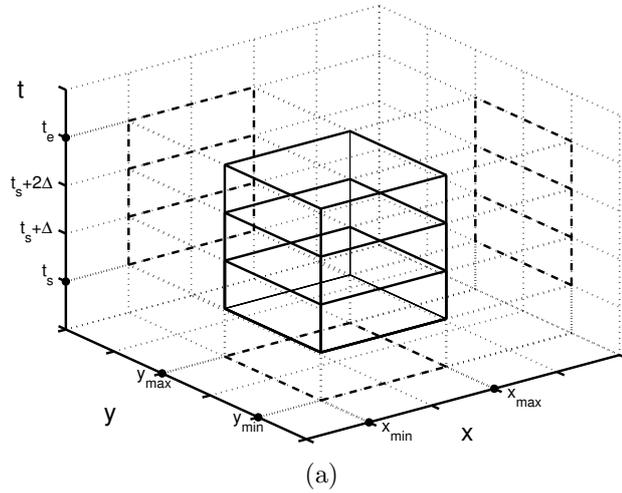 t
t_e
t_s+2Δ
t_s+Δ
t_s
y_max
y
y_min
x_min
x
x_max
(a)